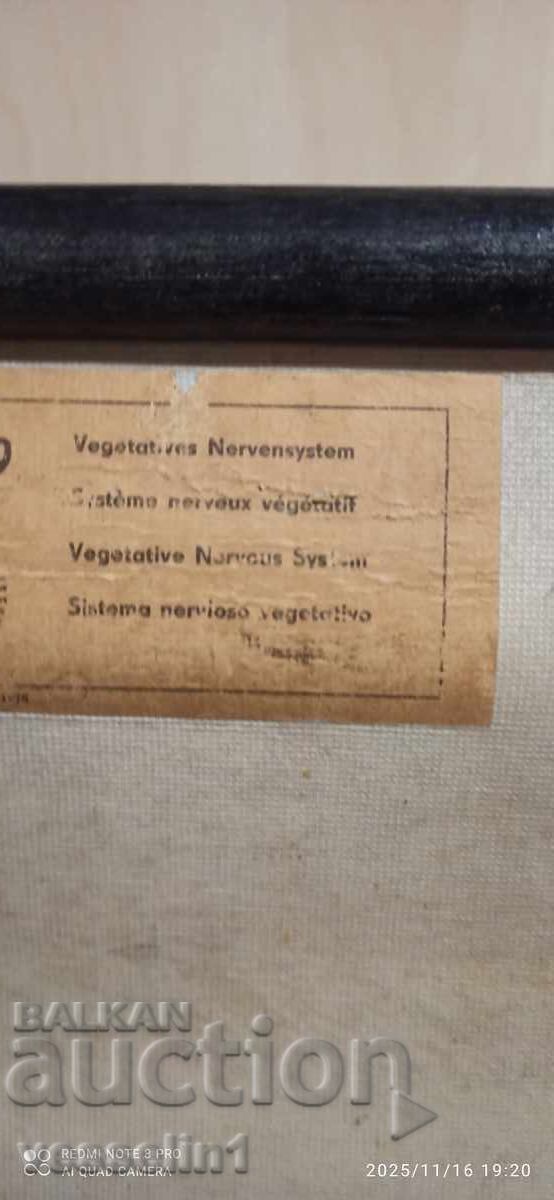 Vegetatives Nervensystem
Système nerveux végétatif
Vegetative Nervous System
Sistema nervioso vegetativo
BALKAN
auction
vesselin1
REDMI NOTE 8 PRO
AI QUAD CAMERA
2025/11/16 19:20